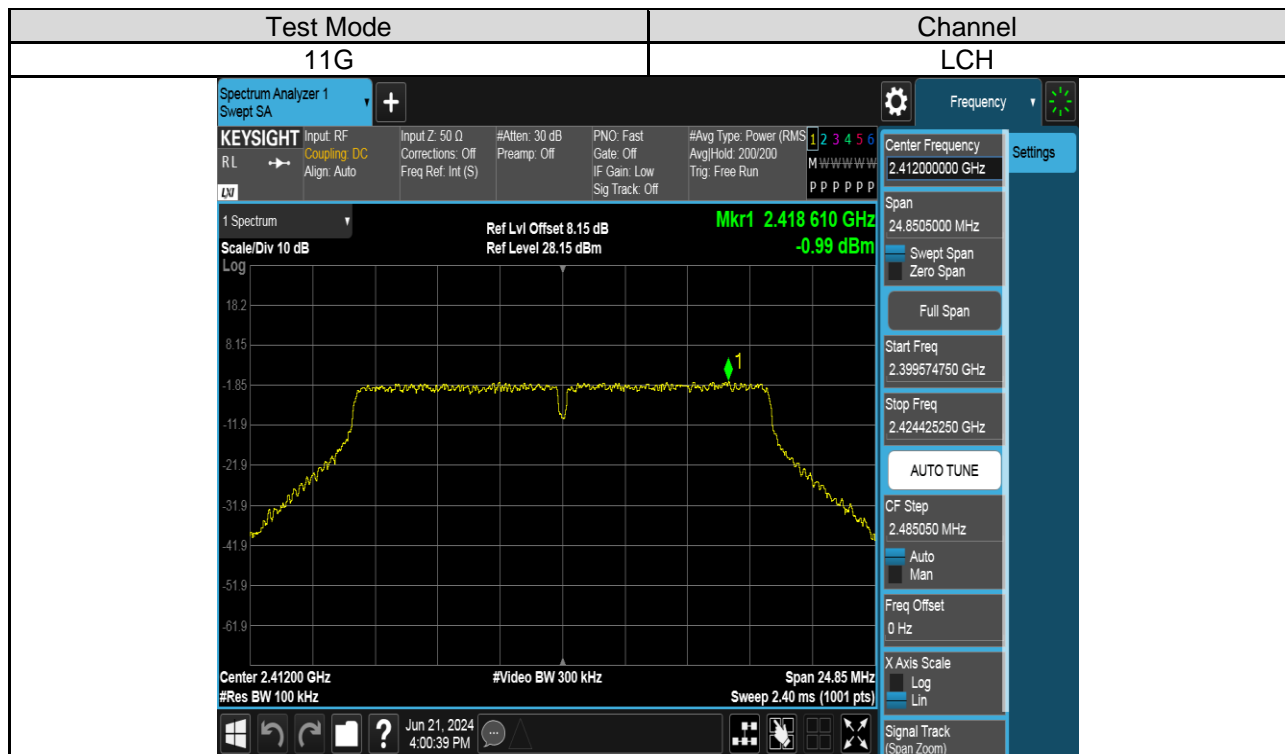 Test Mode Channel
11G LCH
Spectrum Analyzer 1
Swept SA
Frequency
KEYSIGHT
RL
LXI
Input: RF
Coupling: DC
Align: Auto
Input Z: 50 Ω
Corrections: Off
Freq Ref: Int (S)
#Atten: 30 dB
Preamp: Off
PNO: Fast
Gate: Off
IF Gain: Low
Sig Track: Off
#Avg Type: Power (RMS
Avg|Hold: 200/200
Trig: Free Run
1 2 3 4 5 6
M W W W W W
P P P P P P
1 Spectrum
Scale/Div 10 dB
Ref Lvl Offset 8.15 dB
Ref Level 28.15 dBm
Mkr1 2.418 610 GHz
-0.99 dBm
Log
18.2
8.15
-1.85
-11.9
-21.9
-31.9
-41.9
-51.9
-61.9
1
Center 2.41200 GHz
#Res BW 100 kHz
#Video BW 300 kHz
Span 24.85 MHz
Sweep 2.40 ms (1001 pts)
Jun 21, 2024
4:00:39 PM
Center Frequency
2.412000000 GHz
Settings
Span
24.8505000 MHz
Swept Span
Zero Span
Full Span
Start Freq
2.399574750 GHz
Stop Freq
2.424425250 GHz
AUTO TUNE
CF Step
2.485050 MHz
Auto
Man
Freq Offset
0 Hz
X Axis Scale
Log
Lin
Signal Track
(Span Zoom)